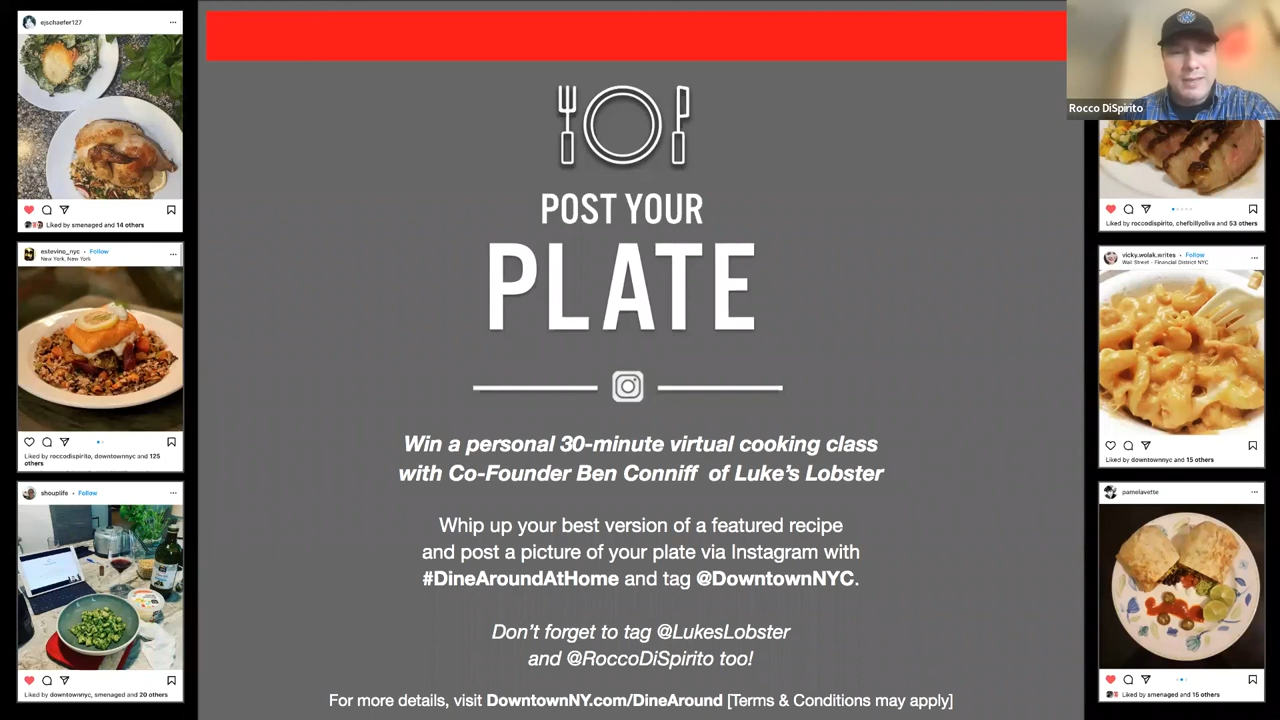 ejschaefer127
Liked by smenaged and 14 others
estevino_nyc • Follow
New York, New York
Liked by roccodispirito, downtownnyc and 125
others
shouplife • Follow
Liked by downtownnyc, smenaged and 20 others
POST YOUR
PLATE
Win a personal 30-minute virtual cooking class
with Co-Founder Ben Conniff of Luke's Lobster
Whip up your best version of a featured recipe
and post a picture of your plate via Instagram with
#DineAroundAtHome and tag @DowntownNYC.
Don't forget to tag @LukesLobster
and @RoccoDiSpirito too!
For more details, visit DowntownNY.com/DineAround [Terms & Conditions may apply]
Rocco DiSpirito
Liked by roccodispirito, chefbillyoliva and 53 others
vicky.wolak.writes • Follow
Wall Street - Financial District NYC
Liked by downtownnyc and 15 others
pamelavette
Liked by smenaged and 15 others